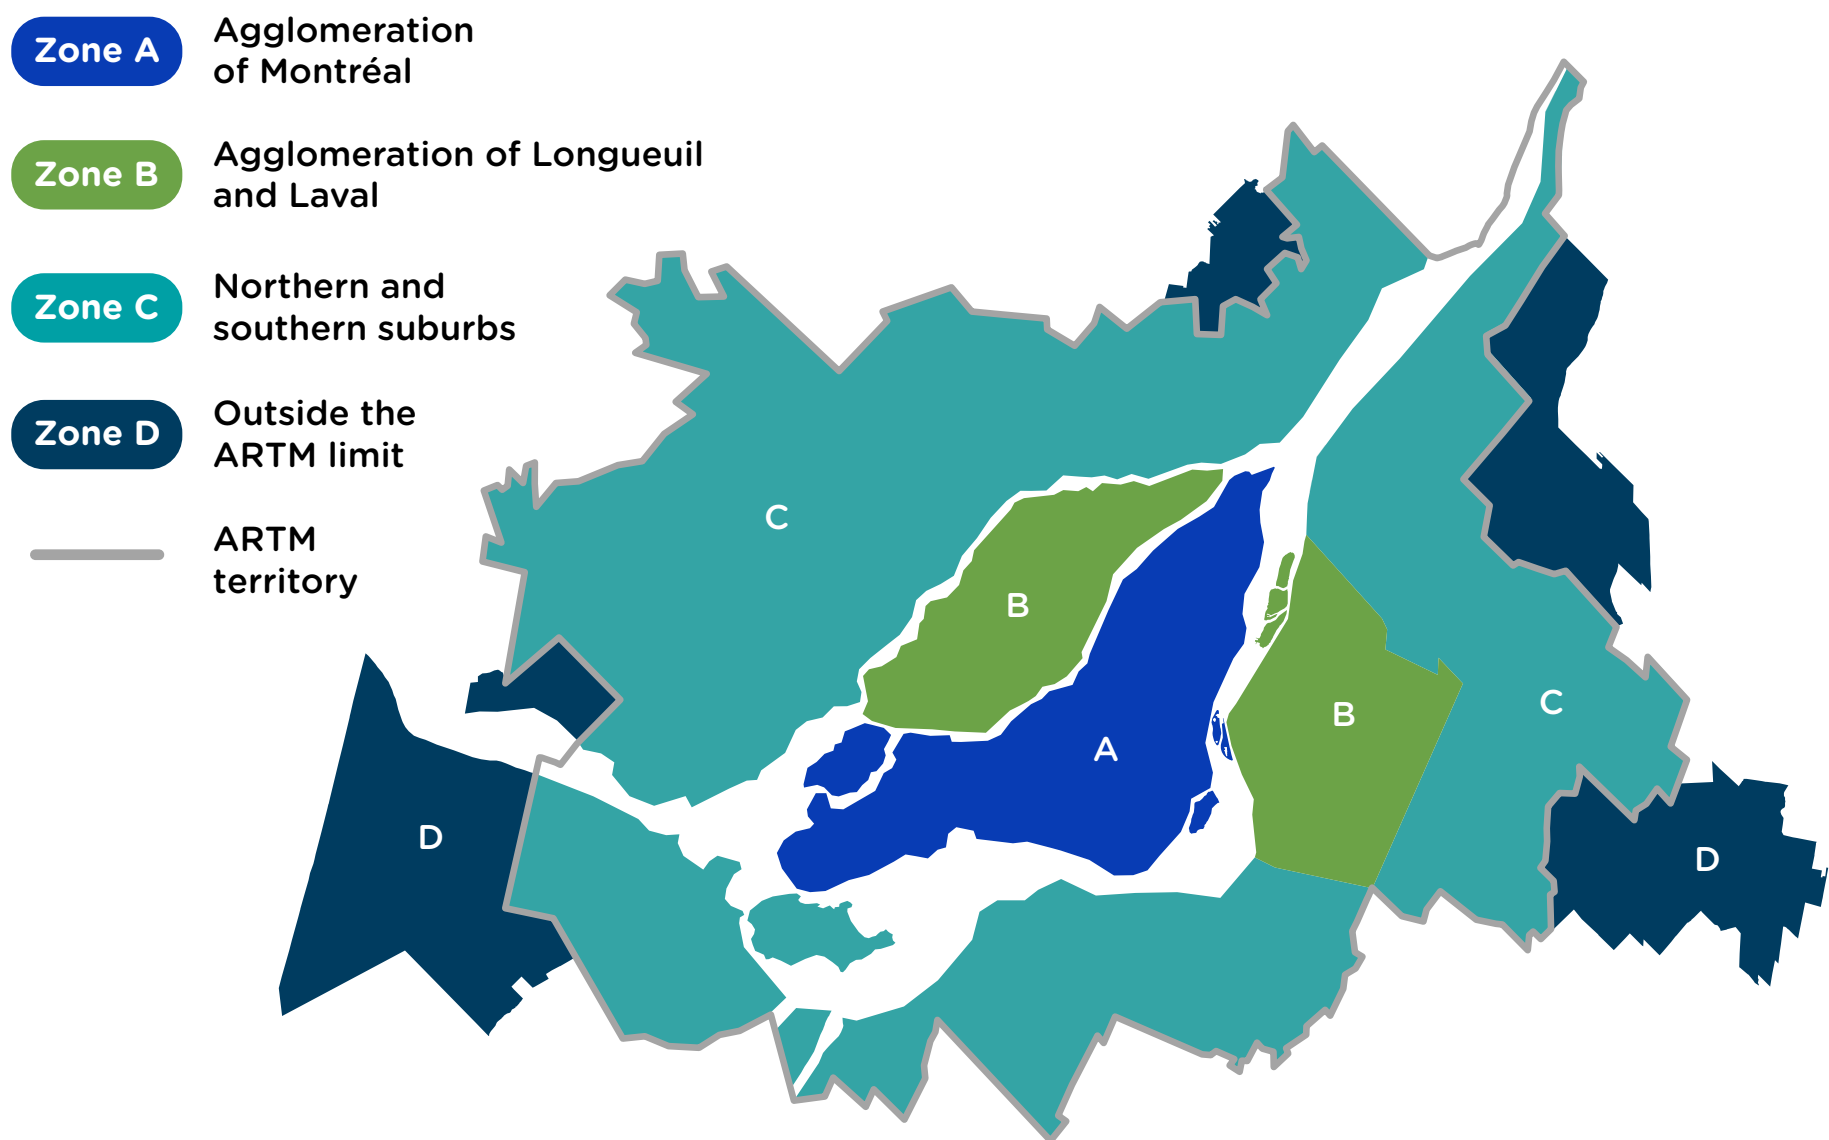 Zone A
Agglomeration
of Montréal
Zone B
Agglomeration of Longueuil
and Laval
Zone C
Northern and
southern suburbs
Zone D
Outside the
ARTM limit
ARTM
territory
C
B
A
B
C
D
D